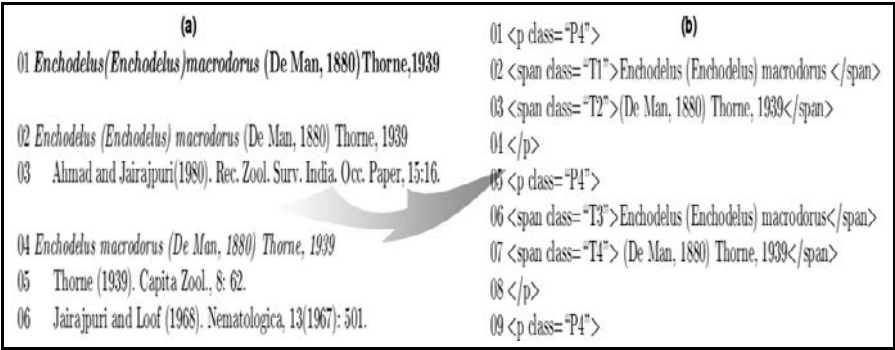 (a)
01 Enchodelus(Enchodelus)macrodorus (De Man, 1880)Thorne,1939
02 Enchodelus (Enchodelus) macrodorus (De Man, 1880) Thorne, 1939
03 Ahmad and Jairajpuri(1980). Rec. Zool. Surv. India. Occ. Paper, 15:16.
04 Enchodelus macrodorus (De Man, 1880) Thorne, 1939
05 Thorne (1939). Capita Zool., 8: 62.
06 Jairajpuri and Loof (1968). Nematologica, 13(1967): 501.
(b)
01 <p class="P4">
02 <span class="T1">Enchodelus (Enchodelus) macrodorus </span>
03 <span class="T2">(De Man, 1880) Thorne, 1939</span>
04 </p>
05 <p class="P4">
06 <span class="T3">Enchodelus (Enchodelus) macrodorus</span>
07 <span class="T4"> (De Man, 1880) Thorne, 1939</span>
08 </p>
09 <p class="P4">